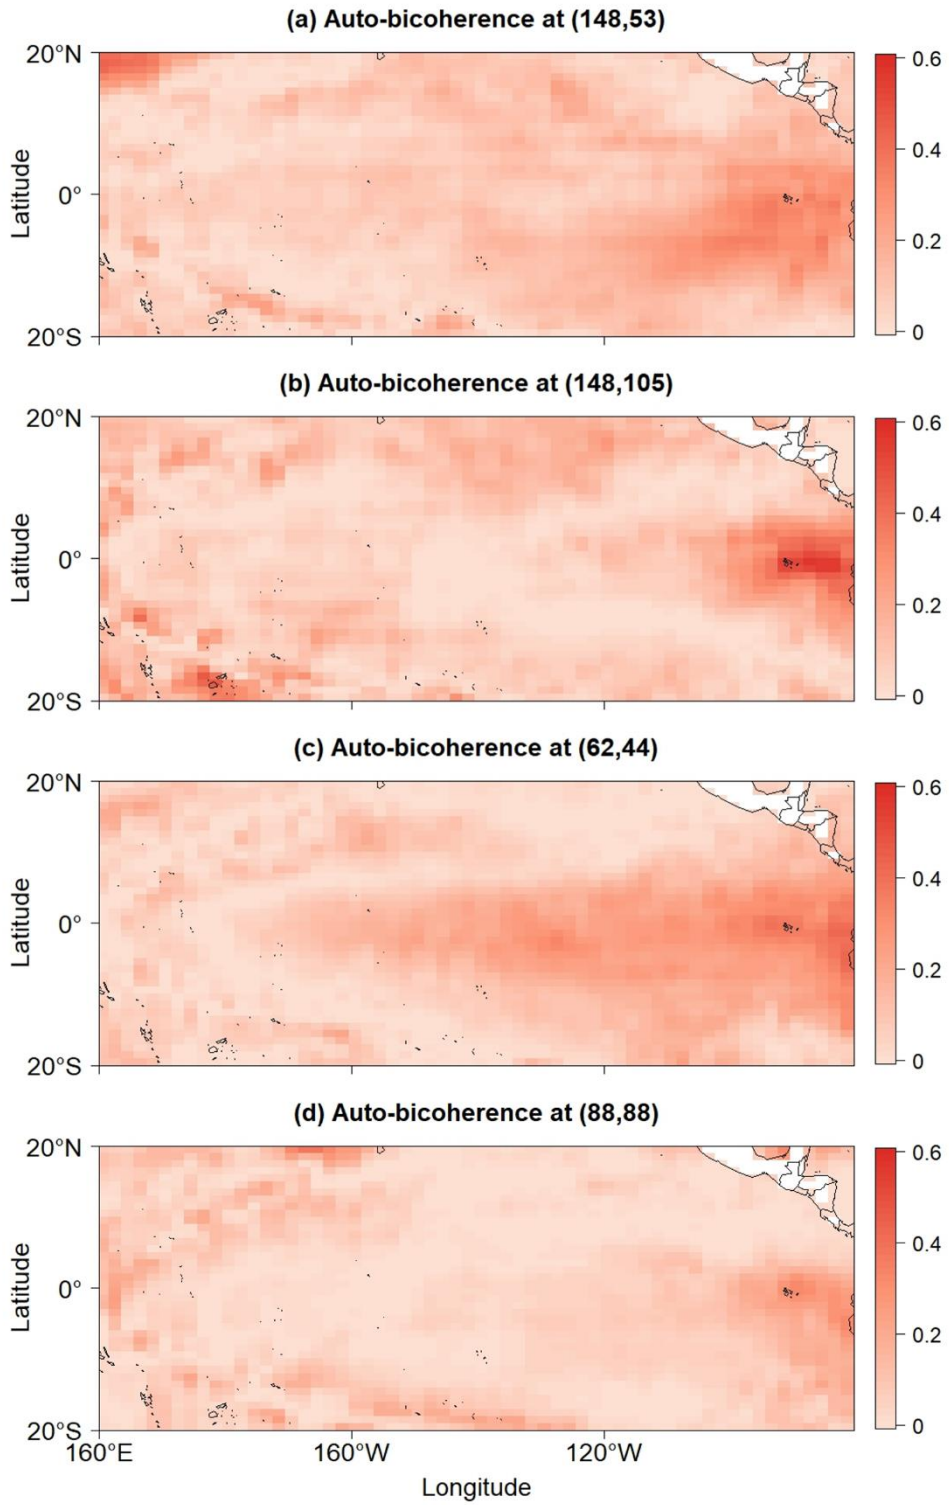 (a) Auto-bicoherence at (148,53)
20°N
0°
20°S
Latitude
0.6
0.4
0.2
0
(b) Auto-bicoherence at (148,105)
20°N
0°
20°S
Latitude
0.6
0.4
0.2
0
(c) Auto-bicoherence at (62,44)
20°N
0°
20°S
Latitude
0.6
0.4
0.2
0
(d) Auto-bicoherence at (88,88)
20°N
0°
20°S
Latitude
0.6
0.4
0.2
0
160°E 160°W 120°W
Longitude